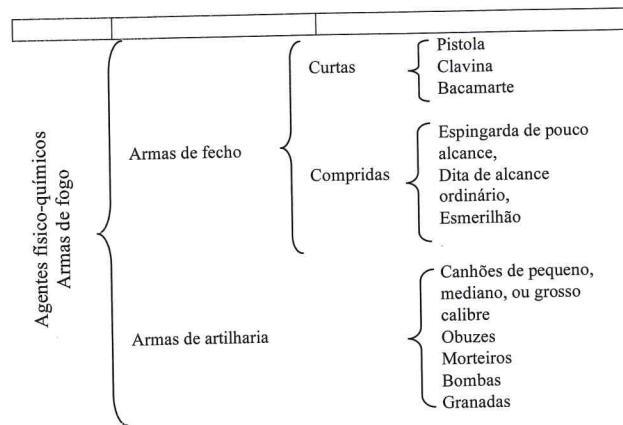 Agentes físico-químicos
Armas de fogo
Armas de fecho
Curtas
Pistola
Clavina
Bacamarte
Compridas
Espingarda de pouco
alcance,
Dita de alcance
ordinário,
Esmerilhão
Armas de artilharia
Canhões de pequeno,
mediano, ou grosso
calibre
Obuzes
Morteiros
Bombas
Granadas